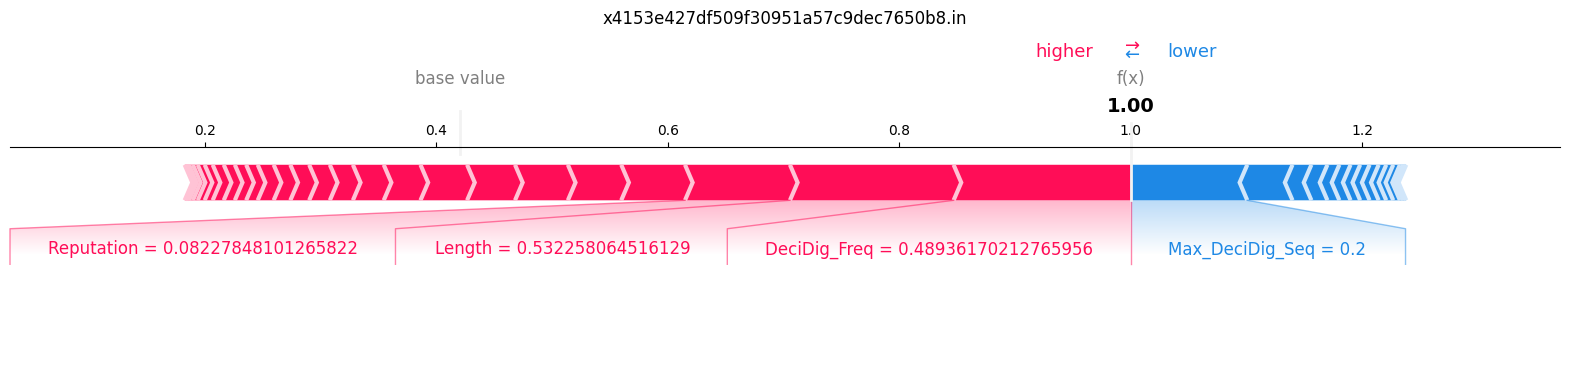 x4153e427df509f30951a57c9dec7650b8.in
higher → ← lower
base value f(x)
1.00
0.2 0.4 0.6 0.8 1.0 1.2
Reputation = 0.08227848101265822 Length = 0.532258064516129 DeciDig_Freq = 0.48936170212765956 Max_DeciDig_Seq = 0.2